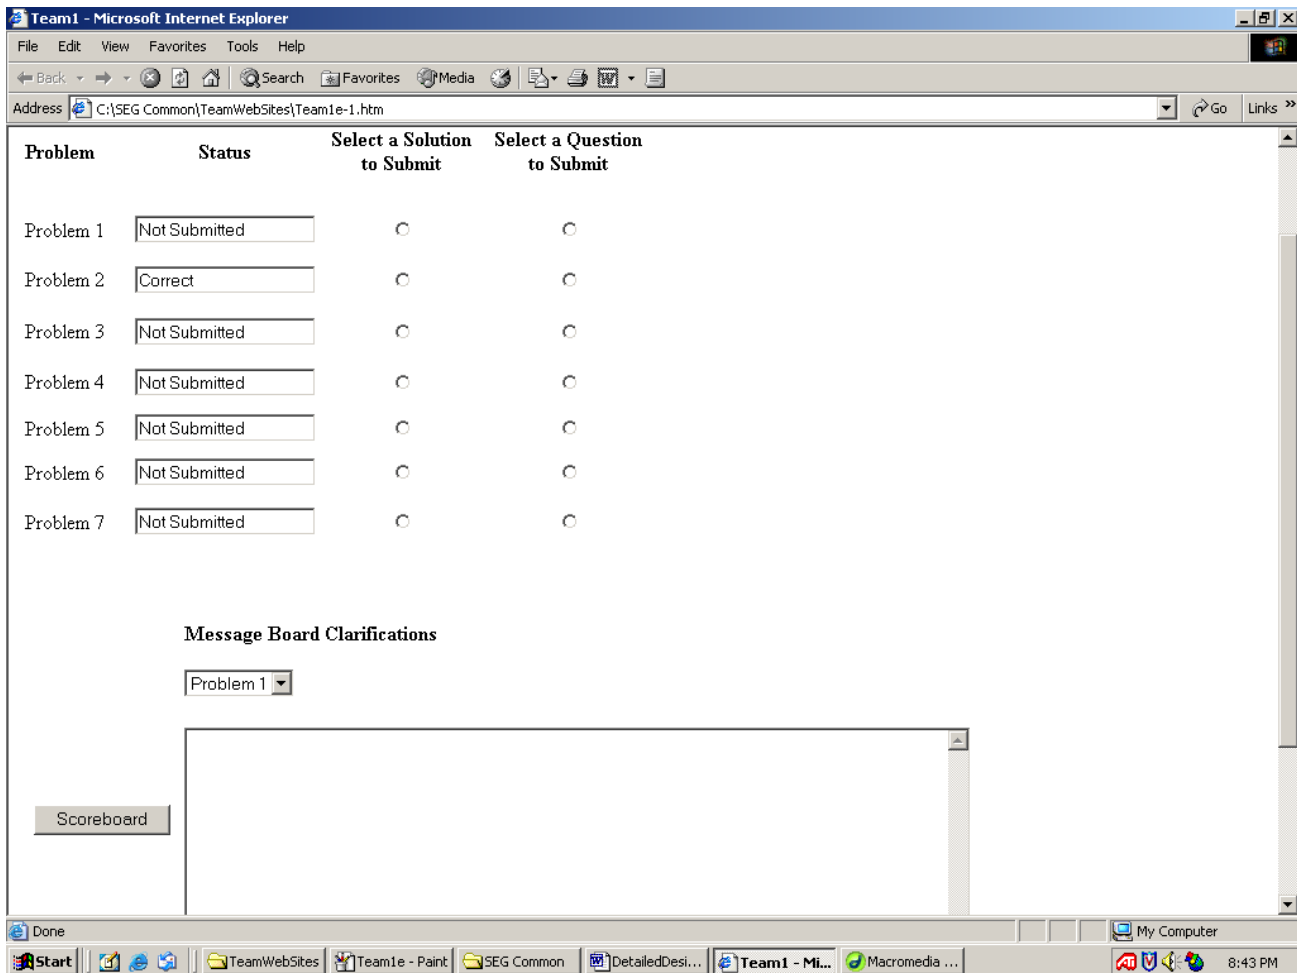 Team1 - Microsoft Internet Explorer
File Edit View Favorites Tools Help
Back Search Favorites Media
Address C:\SEG Common\TeamWebSites\Team1e-1.htm Go Links »
Problem Status Select a Solution to Submit Select a Question to Submit
Problem 1 Not Submitted
Problem 2 Correct
Problem 3 Not Submitted
Problem 4 Not Submitted
Problem 5 Not Submitted
Problem 6 Not Submitted
Problem 7 Not Submitted
Message Board Clarifications
Problem 1
Scoreboard
Done My Computer
Start TeamWebSites Team1e - Paint SEG Common DetailedDesi... Team1 - Mi... Macromedia ... 8:43 PM